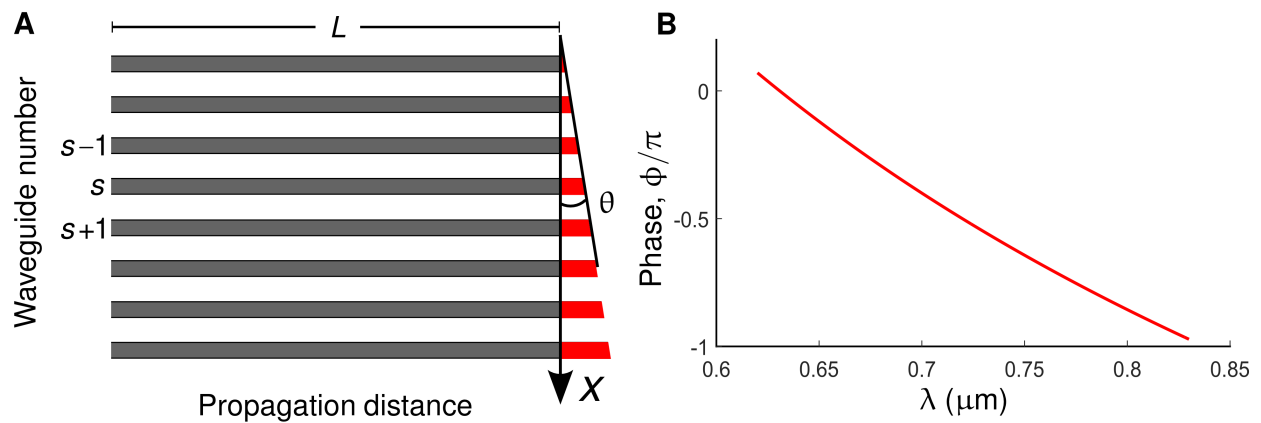 A
L
Waveguide number
s−1
s
s+1
θ
X
Propagation distance
B
Phase, ϕ/π
0
-0.5
-1
0.6 0.65 0.7 0.75 0.8 0.85
λ (μm)